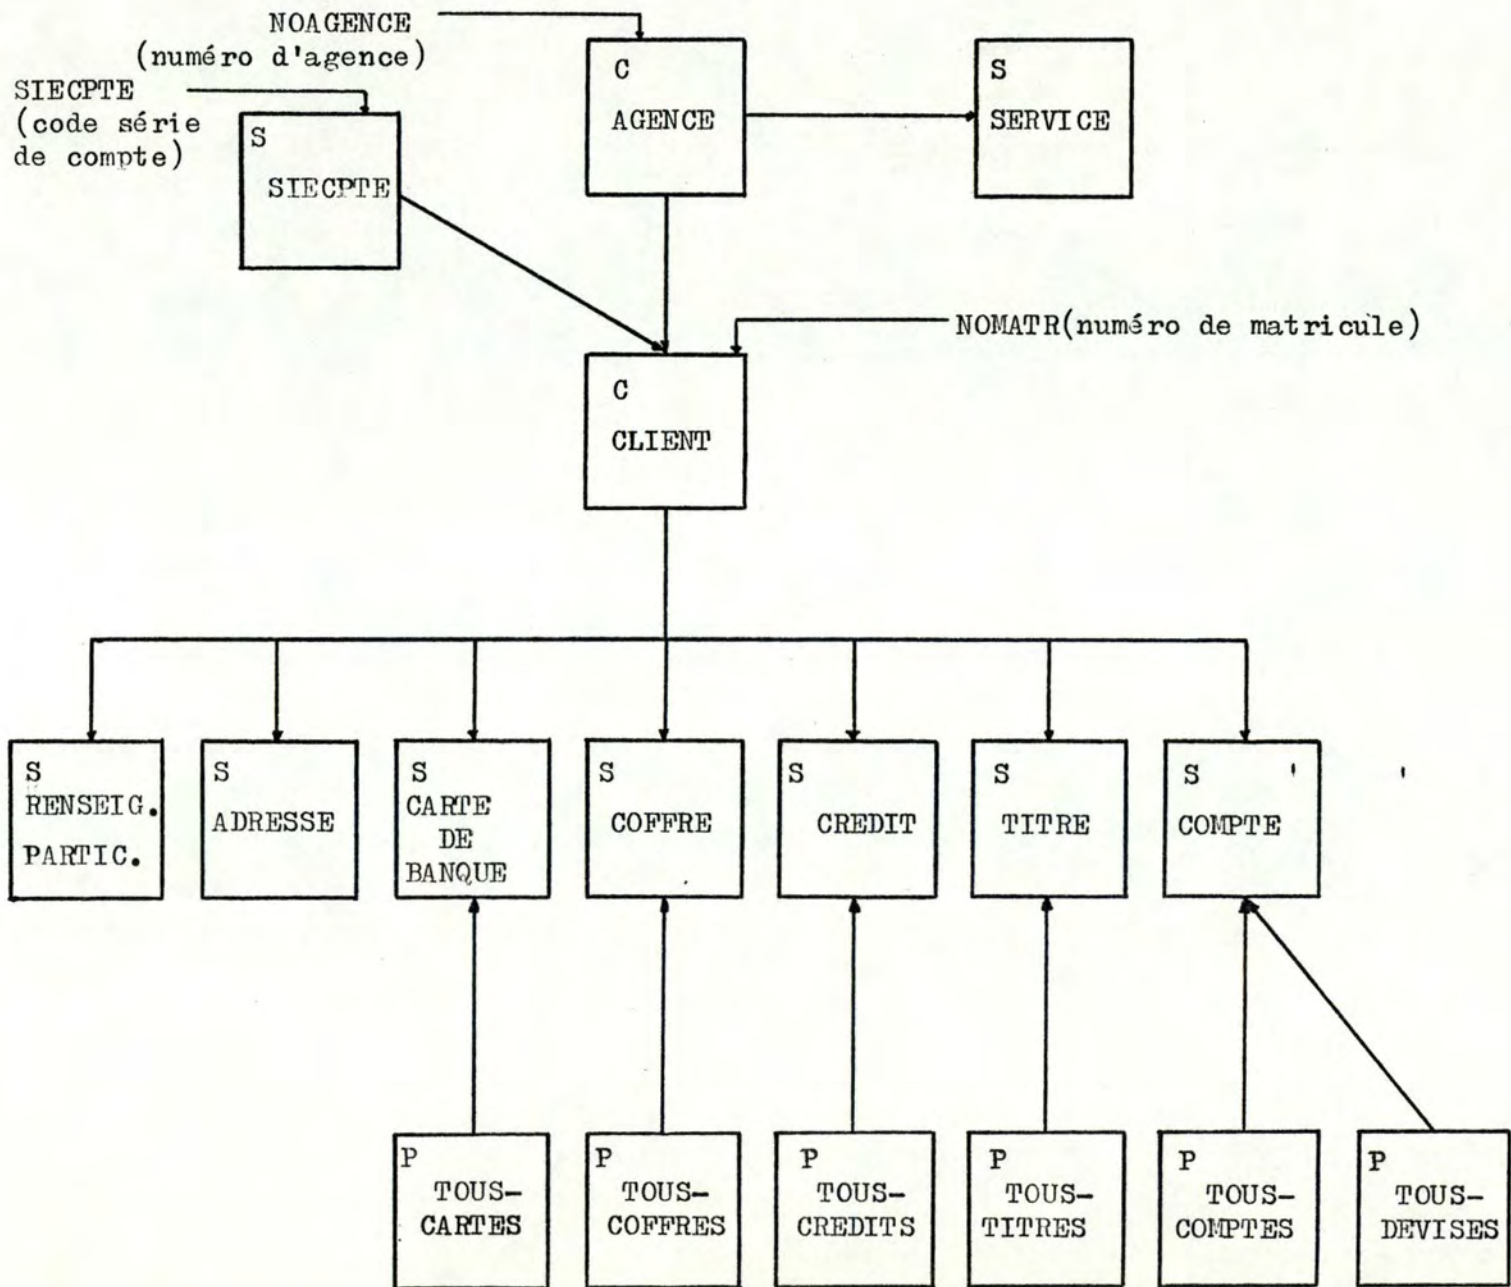 NOAGENCE
(numéro d'agence)
SIECPTE
(code série
de compte)
S
SIECPTE
C
AGENCE
S
SERVICE
NOMATR(numéro de matricule)
C
CLIENT
S
RENSEIG.
PARTIC.
S
ADRESSE
S
CARTE
DE
BANQUE
S
COFFRE
S
CREDIT
S
TITRE
S
COMPTE
P
TOUS-
CARTES
P
TOUS-
COFFRES
P
TOUS-
CREDITS
P
TOUS-
TITRES
P
TOUS-
COMPTES
P
TOUS-
DEVISES